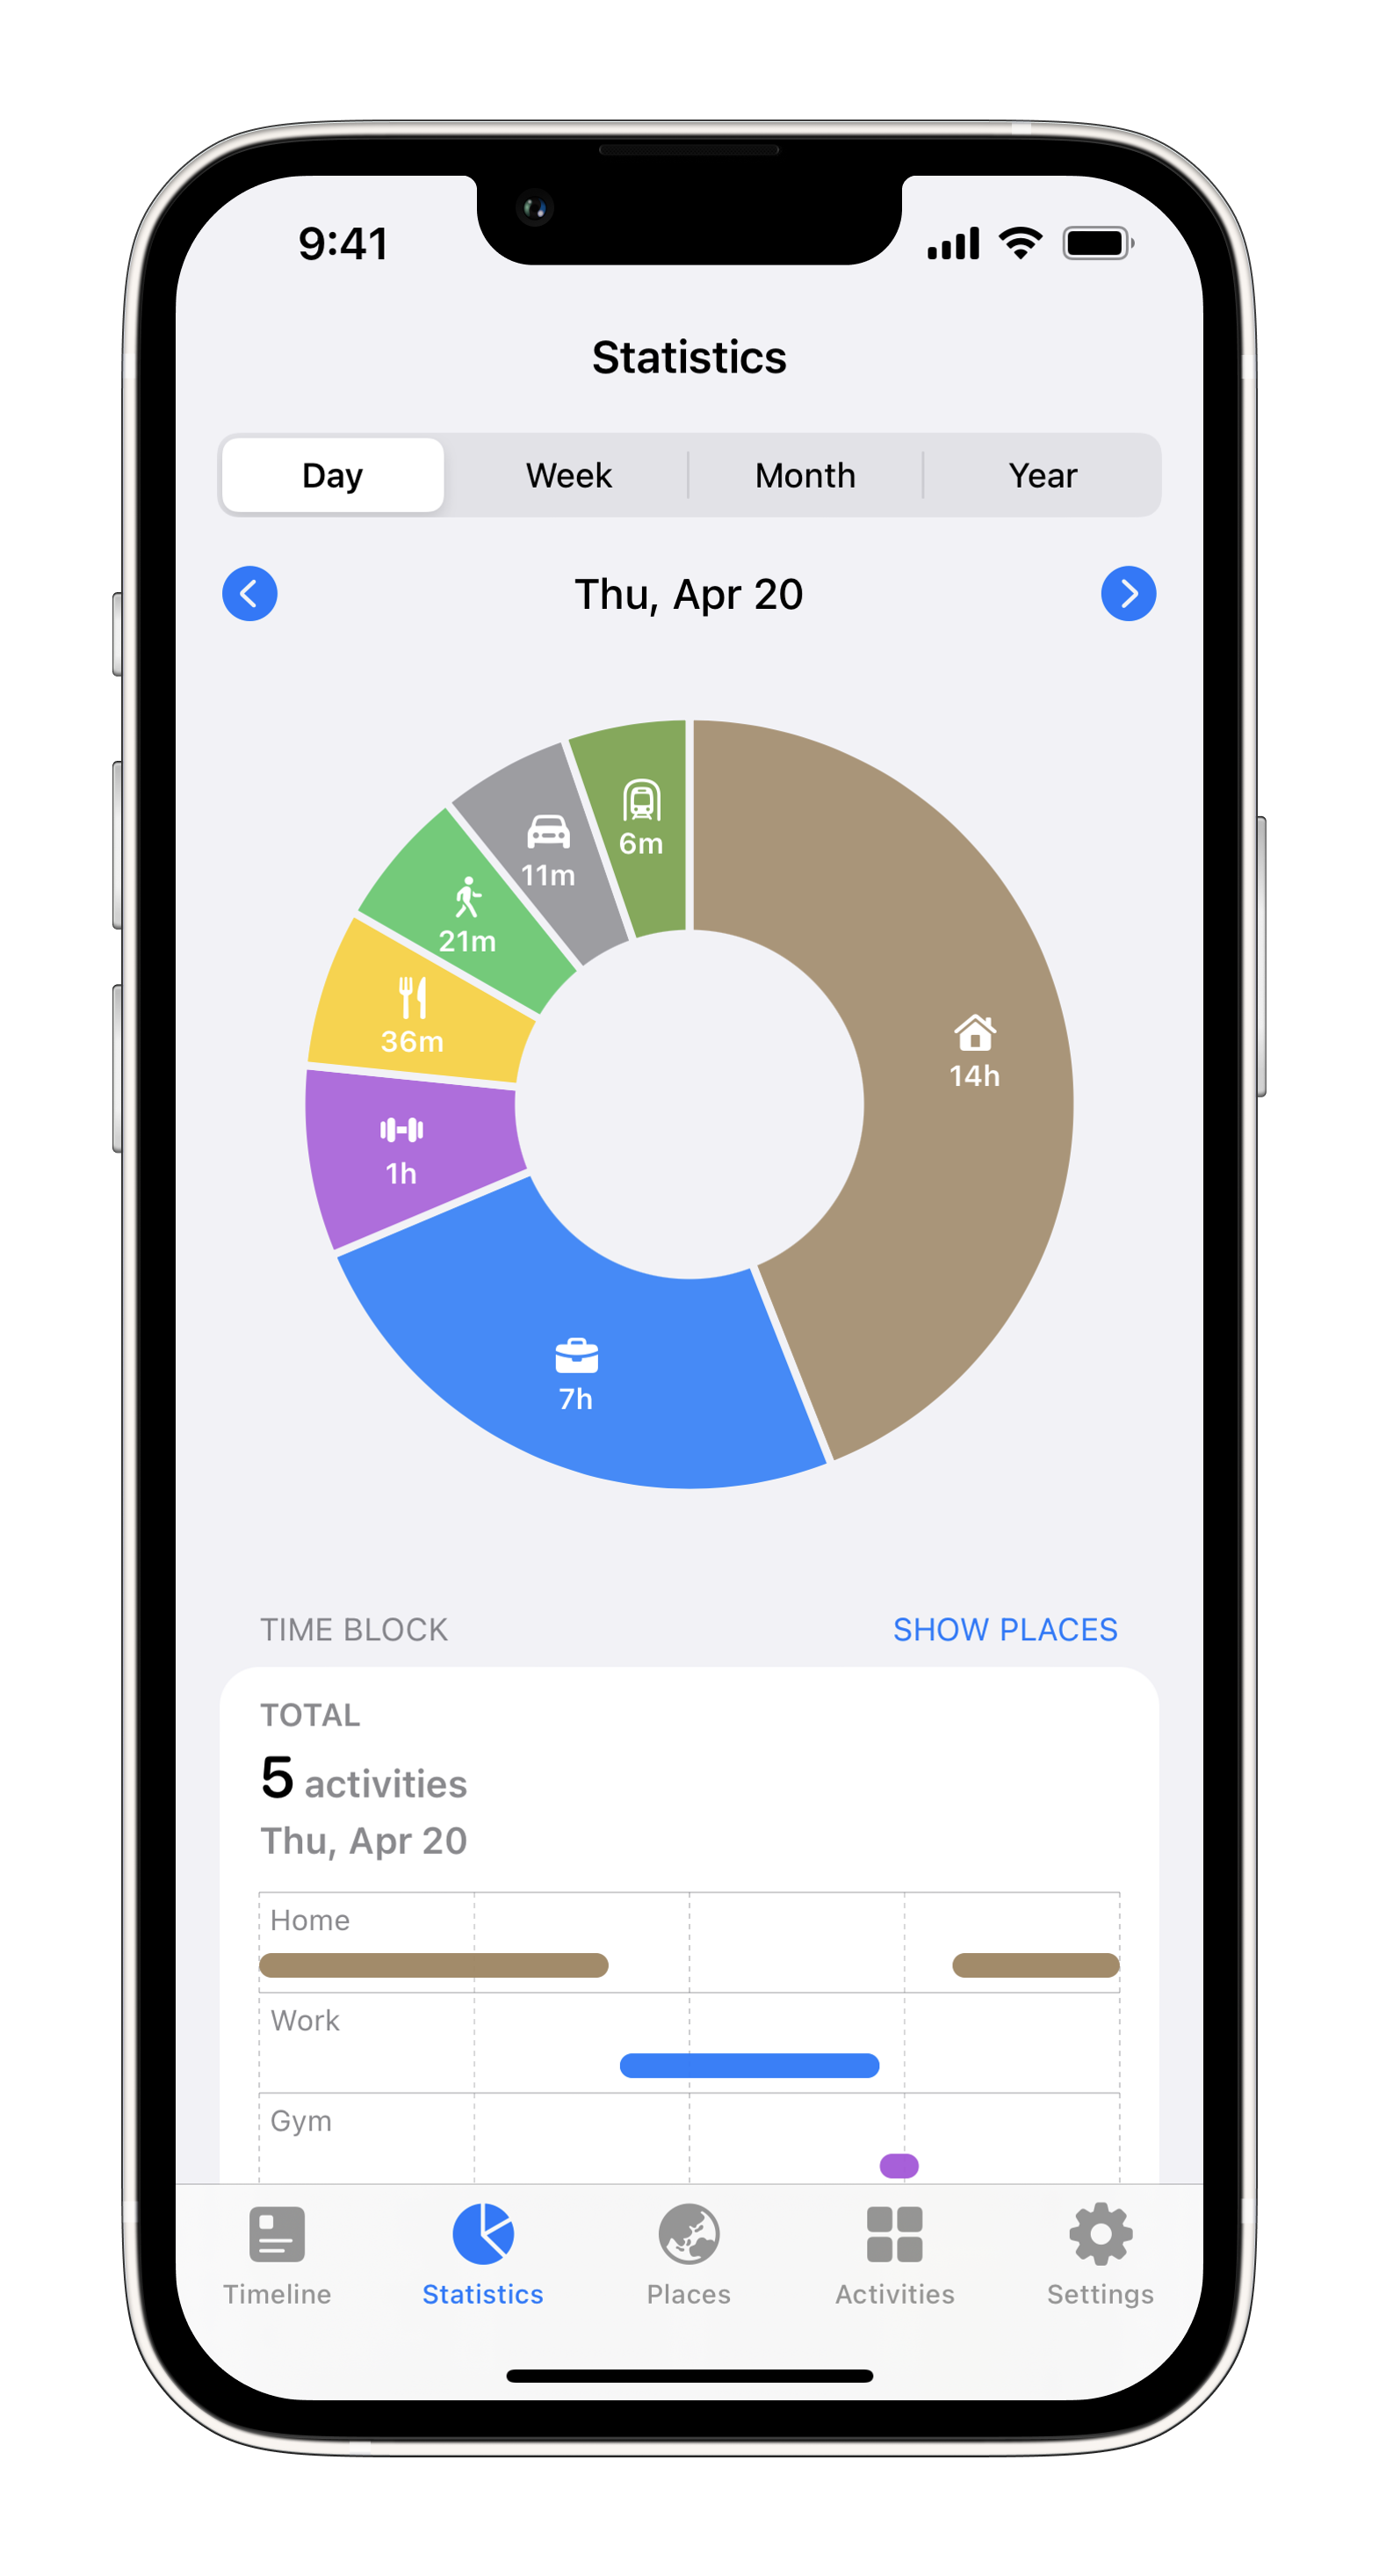 9:41
Statistics
Day Week Month Year
Thu, Apr 20
6m
11m
21m
36m
14h
1h
7h
TIME BLOCK SHOW PLACES
TOTAL
5 activities
Thu, Apr 20
Home
Work
Gym
Timeline Statistics Places Activities Settings